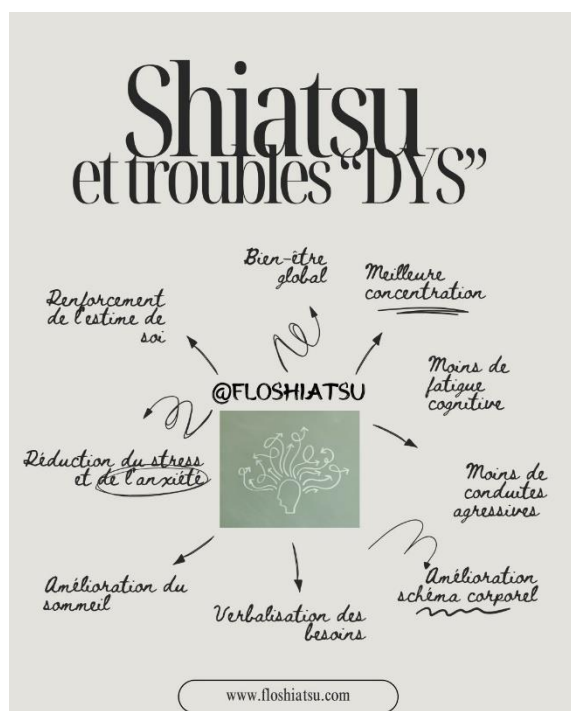 Shiatsu
et troubles “DYS”
Bien-être
global
Meilleure
concentration
Renforcement
de l'estime de
soi
Moins de
fatigue
cognitive
@FLOSHIATSU
Réduction du stress
et de l'anxiété
Moins de
conduites
agressives
Amélioration du
sommeil
Amélioration
schéma corporel
Verbalisation des
besoins
www.floshiatsu.com